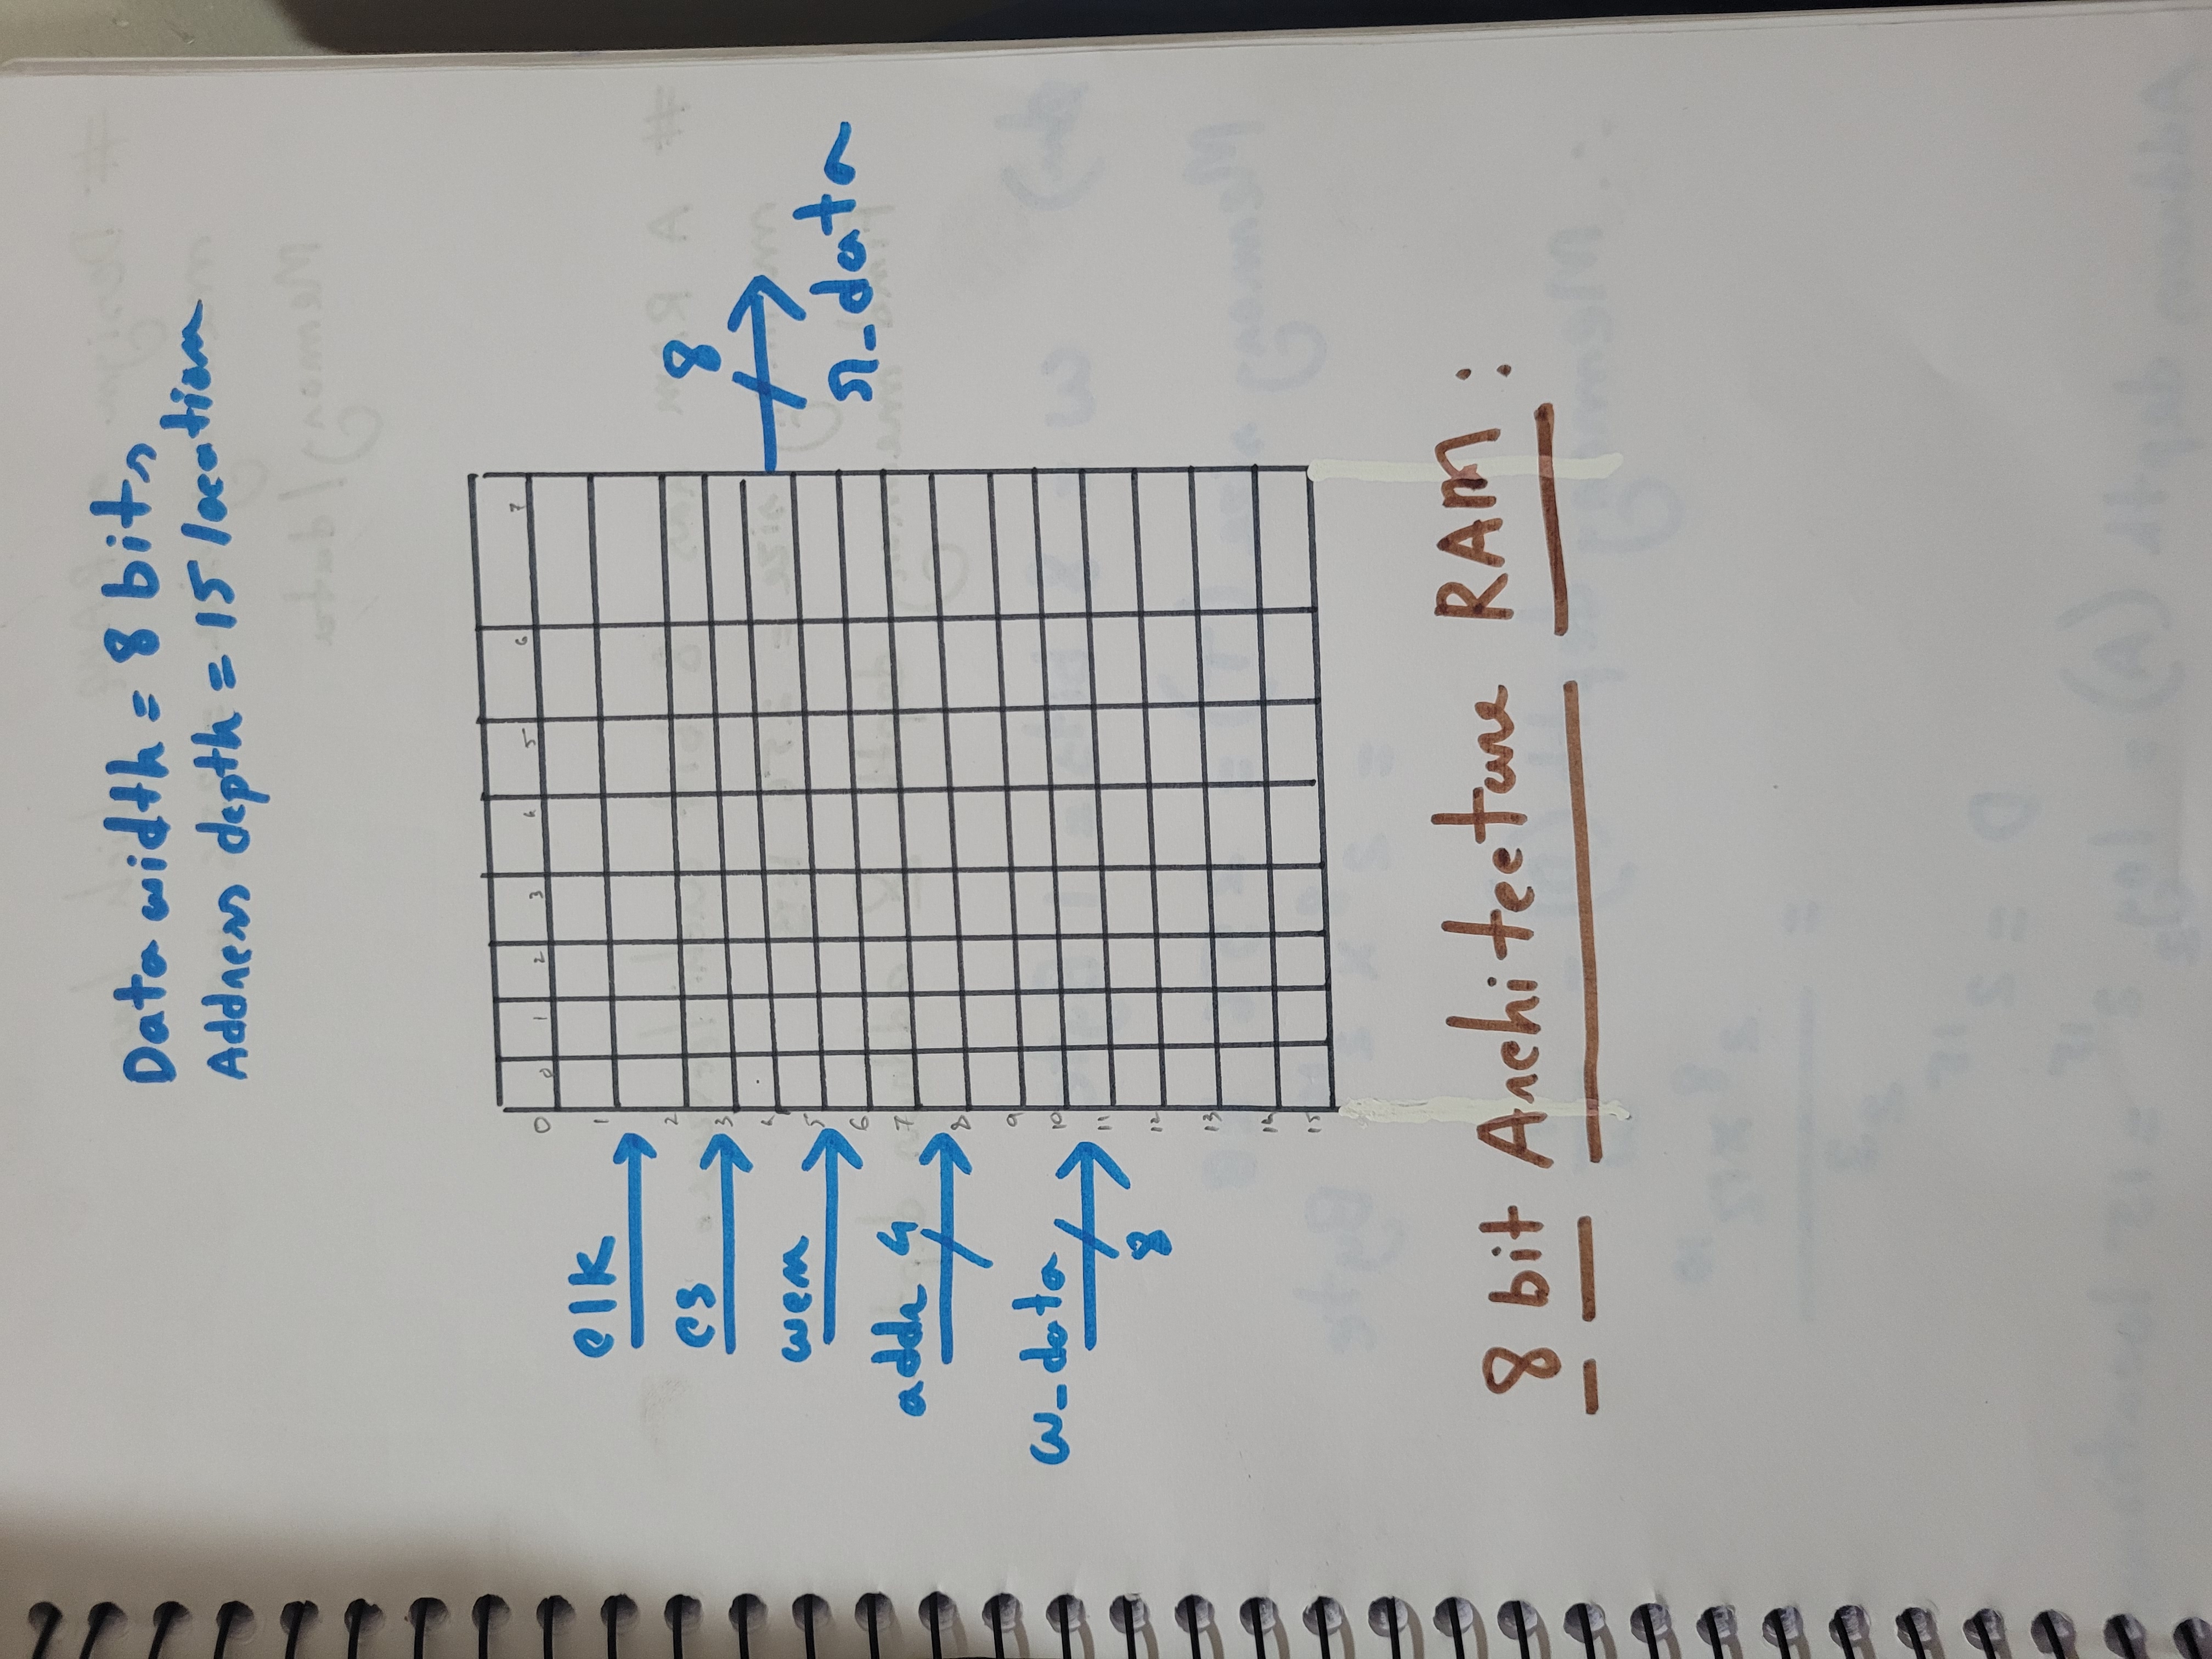 Data width = 8 bits
Address depth = 15 location
0 1 2 3 4 5 6 7
0
1
2
3
4
5
6
7
8
9
10
11
12
13
14
15
clk
cs
wen
addr 4
w_data
8
8
r_data
8 bit Architecture RAM :